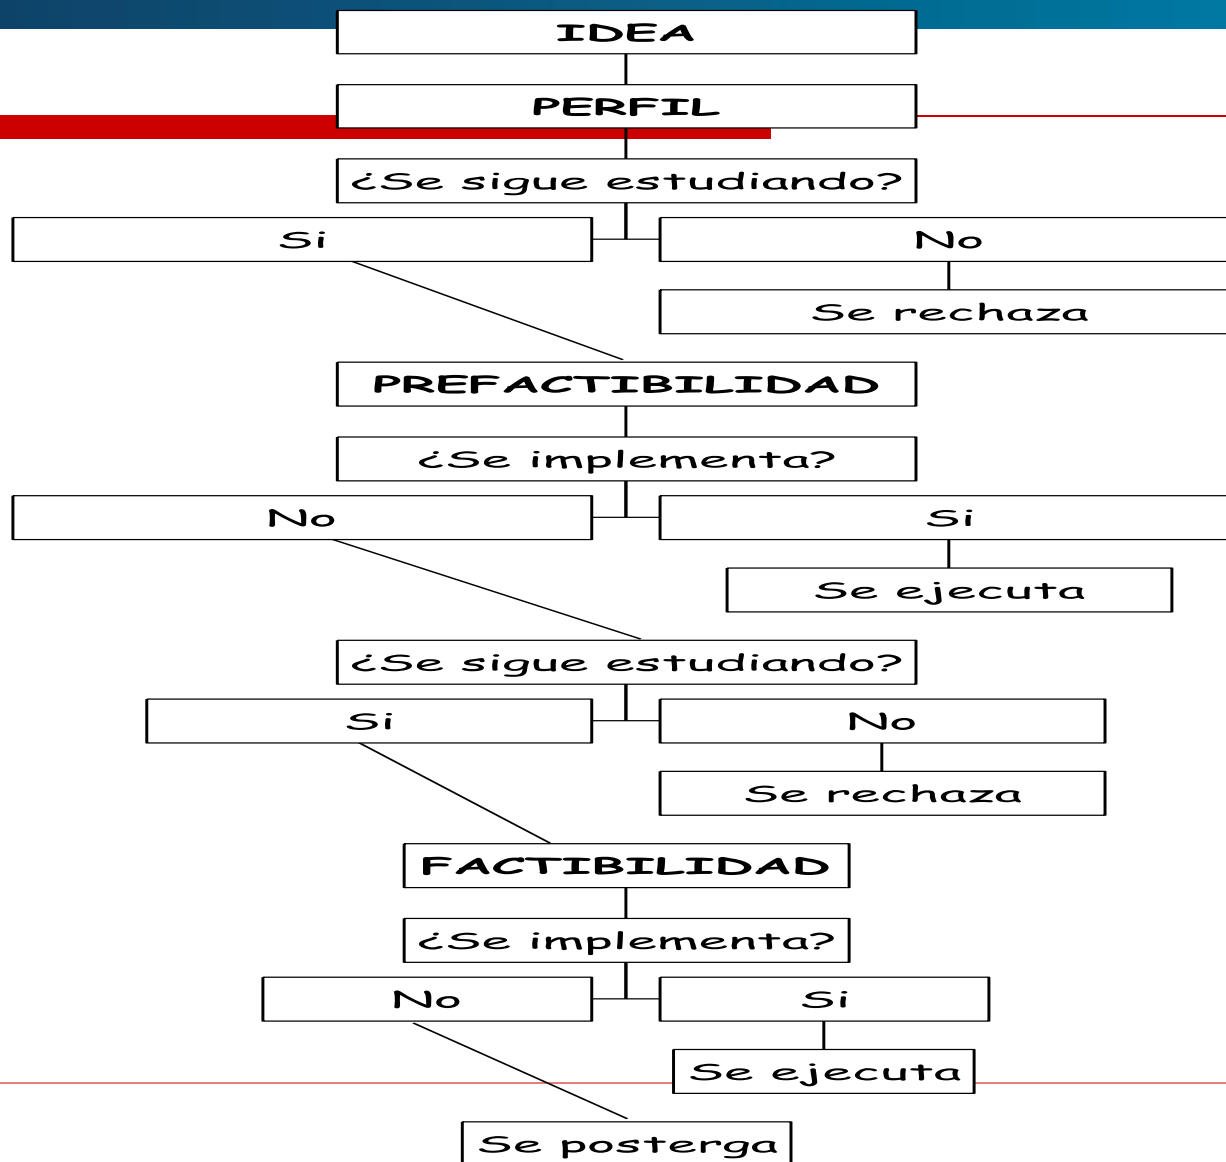 IDEA
PERFIL
¿Se sigue estudiando?
Si
No
Se rechaza
PREFACTIBILIDAD
¿Se implementa?
No
Si
Se ejecuta
¿Se sigue estudiando?
Si
No
Se rechaza
FACTIBILIDAD
¿Se implementa?
No
Si
Se ejecuta
Se posterga